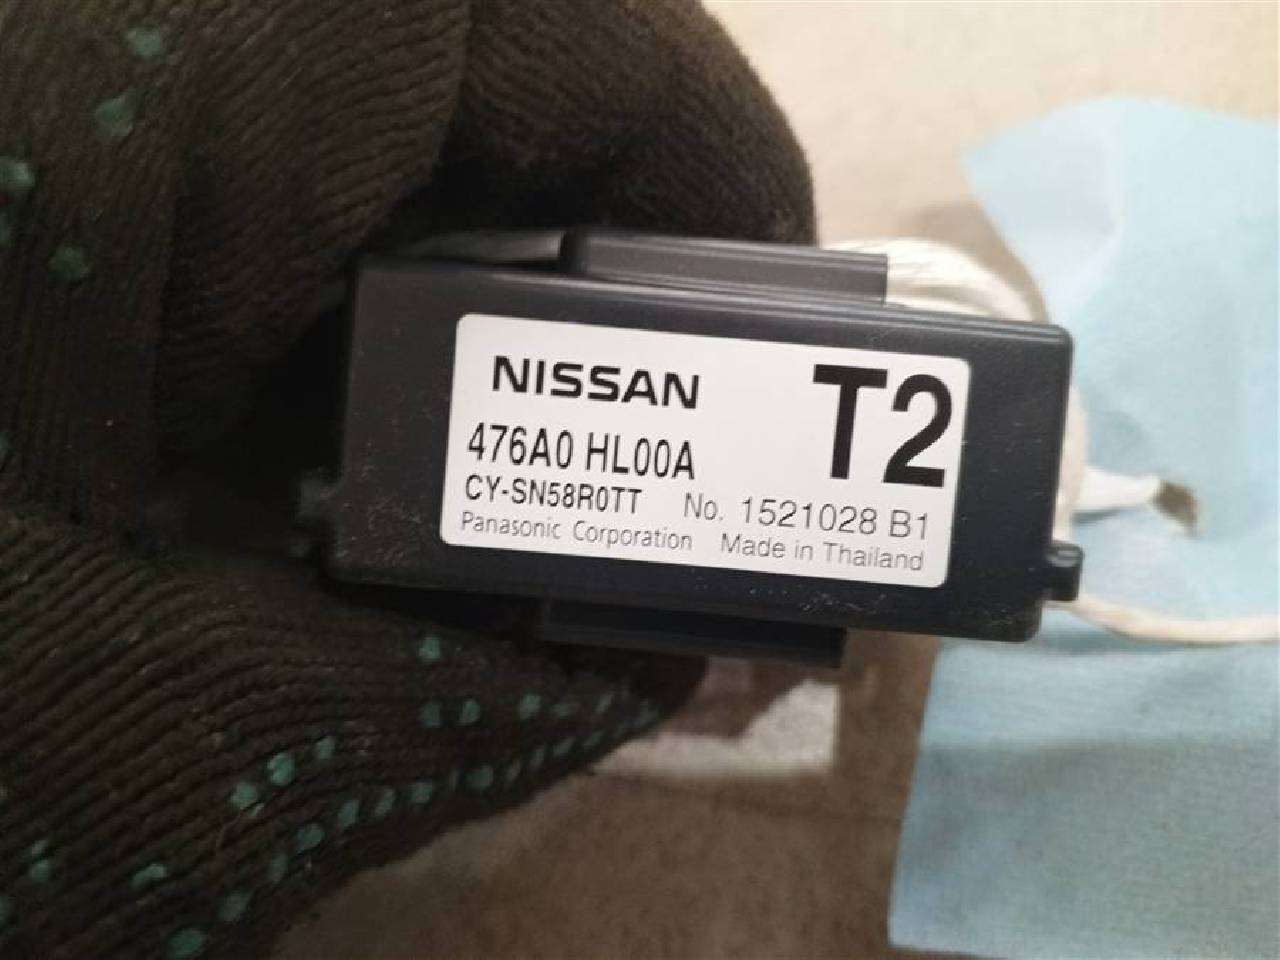 NISSAN
T2
476A0 HL00A
CY-SN58R0TT No. 1521028 B1
Panasonic Corporation Made in Thailand